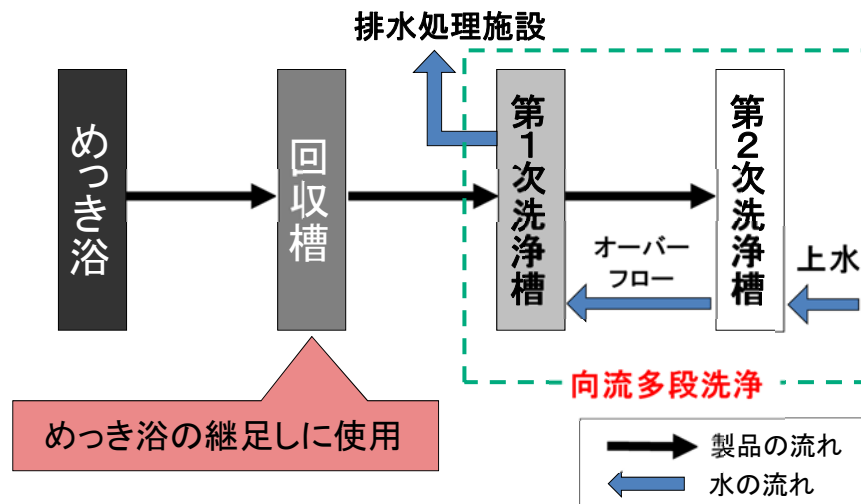 排水処理施設
めっき浴
回収槽
第1次洗浄槽
第2次洗浄槽
オーバー
フロー
上水
向流多段洗浄
めっき浴の継足しに使用
製品の流れ
水の流れ